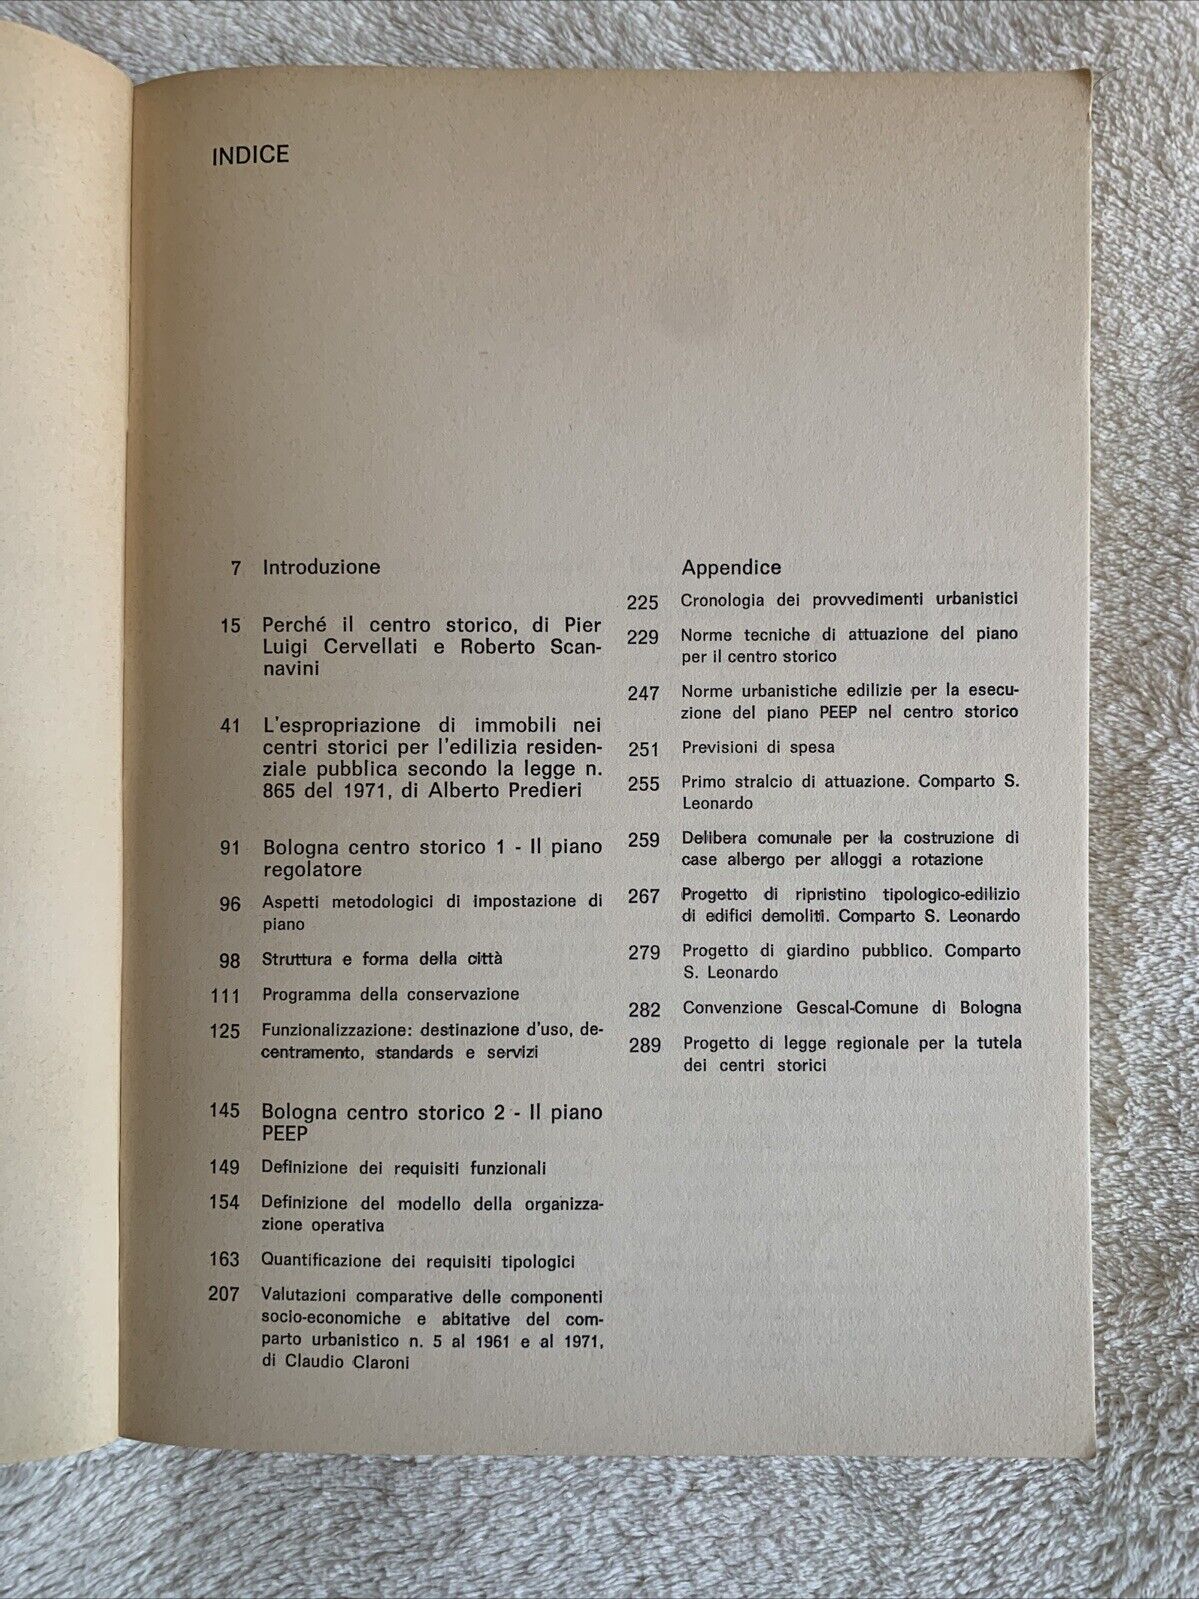 INDICE
7 Introduzione
15 Perché il centro storico, di Pier
Luigi Cervellati e Roberto Scan-
navini
41 L'espropriazione di immobili nei
centri storici per l'edilizia residen-
ziale pubblica secondo la legge n.
865 del 1971, di Alberto Predieri
91 Bologna centro storico 1 - Il piano
regolatore
96 Aspetti metodologici di impostazione di
piano
98 Struttura e forma della città
111 Programma della conservazione
125 Funzionalizzazione: destinazione d'uso, de-
centramento, standards e servizi
145 Bologna centro storico 2 - Il piano
PEEP
149 Definizione dei requisiti funzionali
154 Definizione del modello della organizza-
zione operativa
163 Quantificazione dei requisiti tipologici
207 Valutazioni comparative delle componenti
socio-economiche e abitative del com-
parto urbanistico n. 5 al 1961 e al 1971,
di Claudio Claroni
Appendice
225 Cronologia dei provvedimenti urbanistici
229 Norme tecniche di attuazione del piano
per il centro storico
247 Norme urbanistiche edilizie per la esecu-
zione del piano PEEP nel centro storico
251 Previsioni di spesa
255 Primo stralcio di attuazione. Comparto S.
Leonardo
259 Delibera comunale per la costruzione di
case albergo per alloggi a rotazione
267 Progetto di ripristino tipologico-edilizio
di edifici demoliti. Comparto S. Leonardo
279 Progetto di giardino pubblico. Comparto
S. Leonardo
282 Convenzione Gescal-Comune di Bologna
289 Progetto di legge regionale per la tutela
dei centri storici